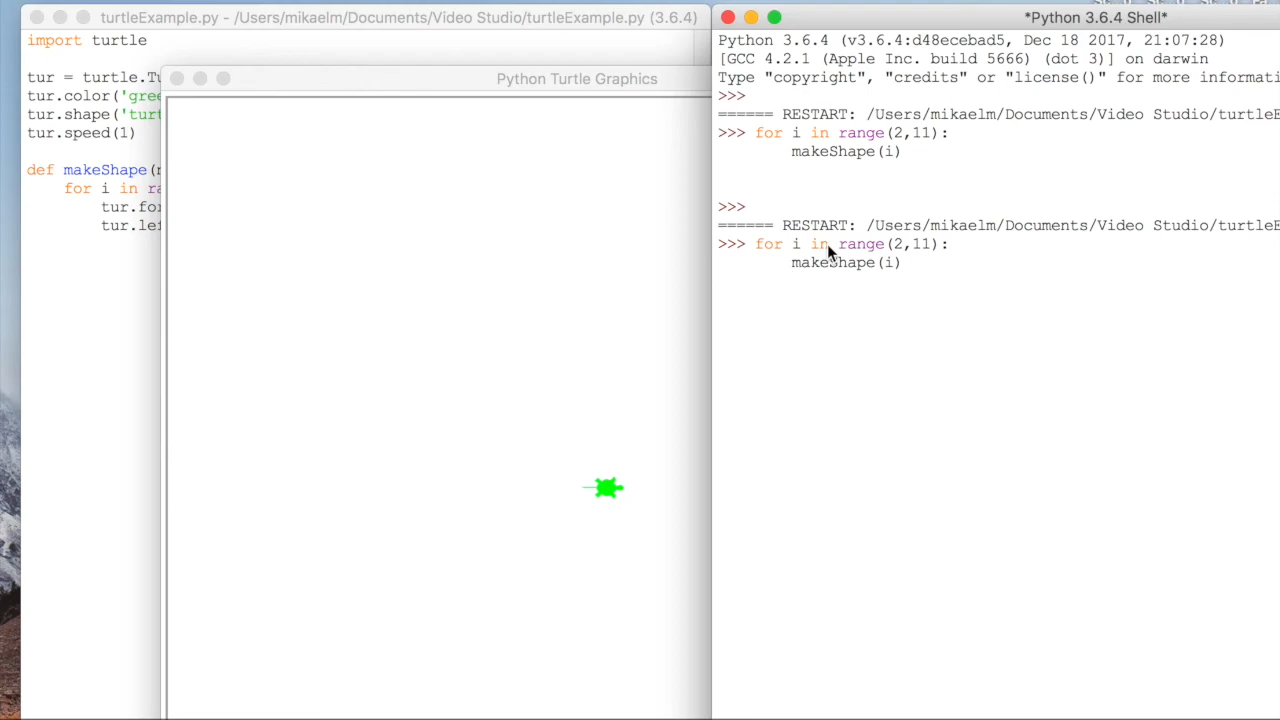 turtleExample.py - /Users/mikaelm/Documents/Video Studio/turtleExample.py (3.6.4)
import turtle
tur = turtle.Tu
tur.color('gree
tur.shape('turt
tur.speed(1)
def makeShape(n
for i in ra
tur.for
tur.lef
Python Turtle Graphics
*Python 3.6.4 Shell*
Python 3.6.4 (v3.6.4:d48ecebad5, Dec 18 2017, 21:07:28)
[GCC 4.2.1 (Apple Inc. build 5666) (dot 3)] on darwin
Type "copyright", "credits" or "license()" for more informati
>>>
====== RESTART: /Users/mikaelm/Documents/Video Studio/turtleE
>>> for i in range(2,11):
makeShape(i)
>>>
====== RESTART: /Users/mikaelm/Documents/Video Studio/turtleE
>>> for i in range(2,11):
makeShape(i)